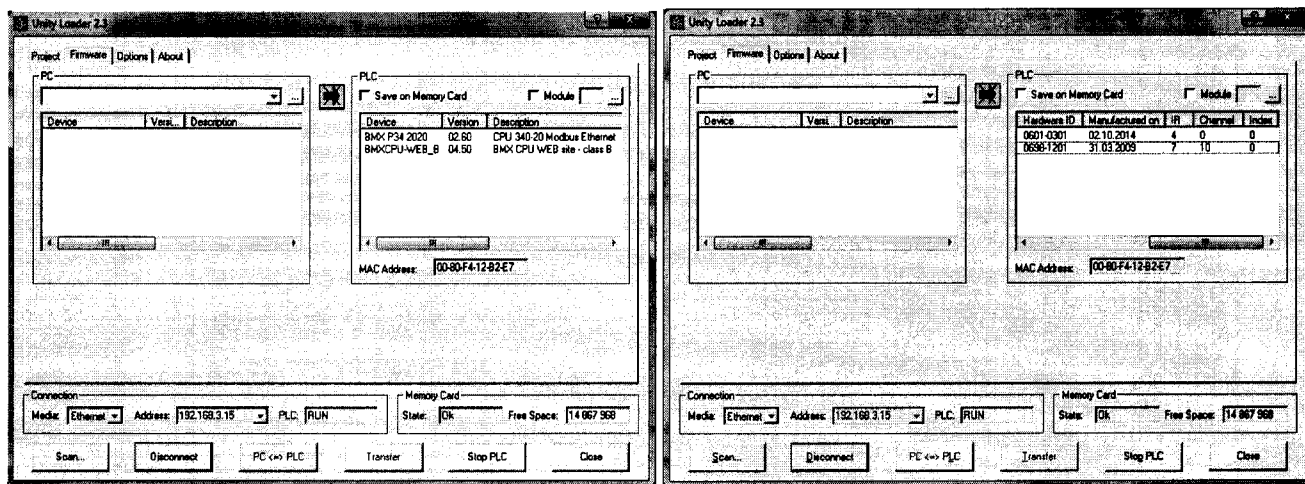 Unity Loader 2.3
Project Firmware Options About
PC
...
Device Versi... Description
PLC
Save on Memory Card Module ...
Device Version Description
BMX P34 2020 02.60 CPU 340-20 Modbus Ethernet
BMXCPU-WEB_B 04.50 BMX CPU WEB site - class B
MAC Address: 00-80-F4-12-B2-E7
Connection
Media: Ethernet Address: 192.168.3.15 PLC: RUN
Memory Card
State: Ok Free Space: 14 867 968
Scan... Disconnect PC <=> PLC Transfer Stop PLC Close
Unity Loader 2.3
Project Firmware Options About
PC
...
Device Versi Description
PLC
Save on Memory Card Module ...
Hardware ID Manufactured on IR Channel Index
0601-0301 02.10.2014 4 0 0
0698-1201 31.03.2009 7 10 0
MAC Address: 00-80-F4-12-B2-E7
Connection
Media: Ethernet Address: 192.168.3.15 PLC: RUN
Memory Card
State: Ok Free Space: 14 867 968
Scan... Disconnect PC <=> PLC Transfer Stop PLC Close